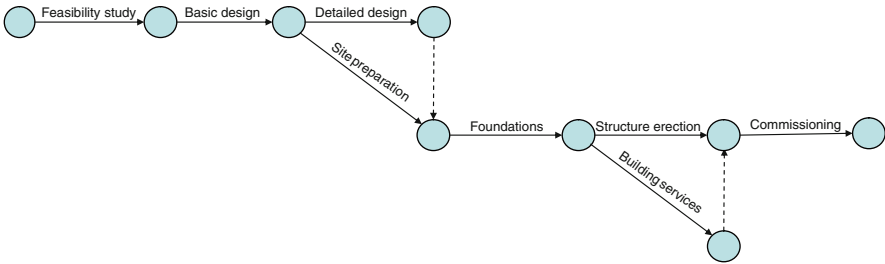 Feasibility study
Basic design
Detailed design
Site preparation
Foundations
Structure erection
Commissioning
Building services